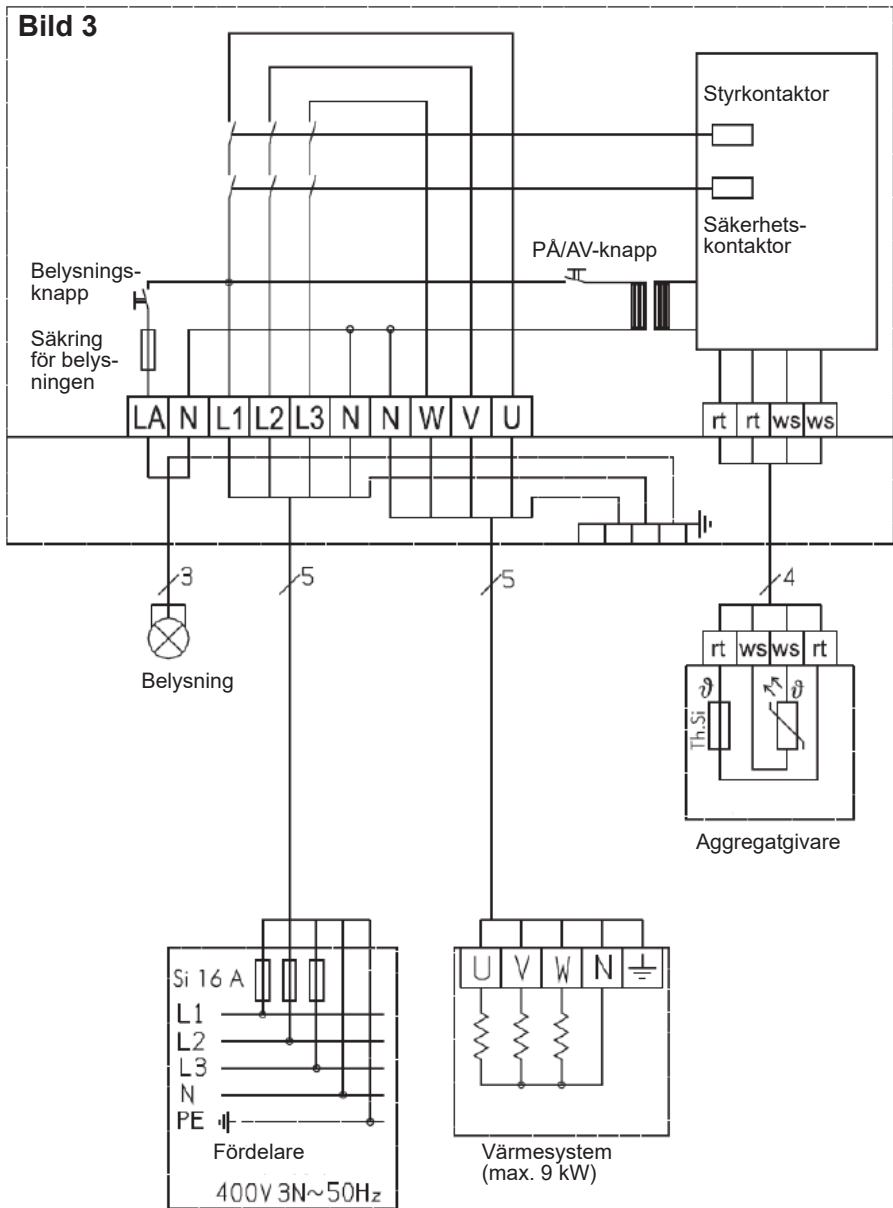 Bild 3
Styrkontaktor
Säkerhets-
kontaktor
PÅ/AV-knapp
Belysnings-
knapp
Säkring
för belys-
ningen
LA N L1 L2 L3 N N W V U
rt rt ws ws
3
5
5
4
Belysning
rt ws ws rt
ϑ
ϑ
Th.Si
Aggregatgivare
Si 16 A
L1
L2
L3
N
PE
Fördelare
400V 3N~50Hz
U V W N
Värmesystem
(max. 9 kW)